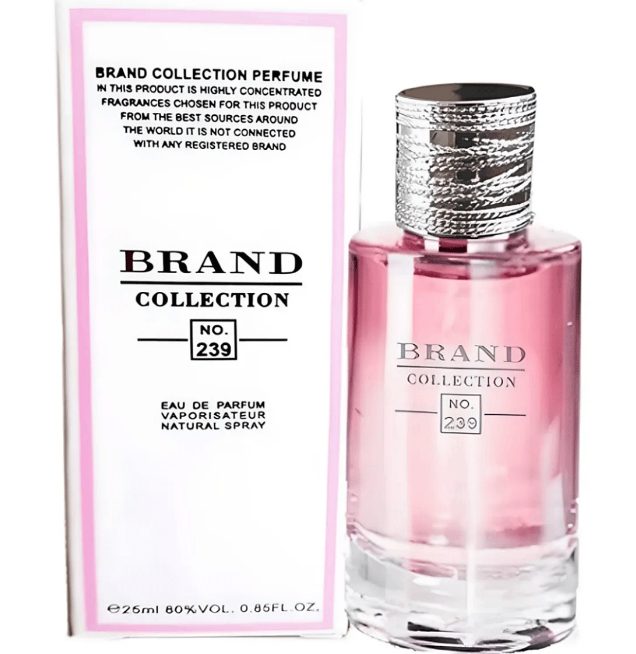 BRAND COLLECTION PERFUME
IN THIS PRODUCT IS HIGHLY CONCENTRATED
FRAGRANCES CHOSEN FOR THIS PRODUCT
FROM THE BEST SOURCES AROUND
THE WORLD IT IS NOT CONNECTED
WITH ANY REGISTERED BRAND
BRAND
COLLECTION
NO.
239
EAU DE PARFUM
VAPORISATEUR
NATURAL SPRAY
℮25ml 80%VOL. 0.85FL.OZ.
BRAND
COLLECTION
NO.
239